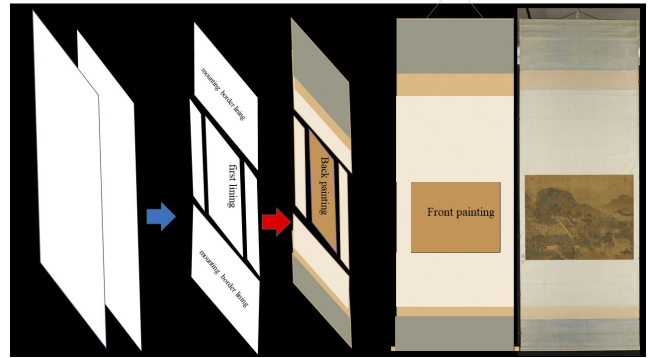 mounting border lining
first lining
mounting border lining
Back painting
Front painting